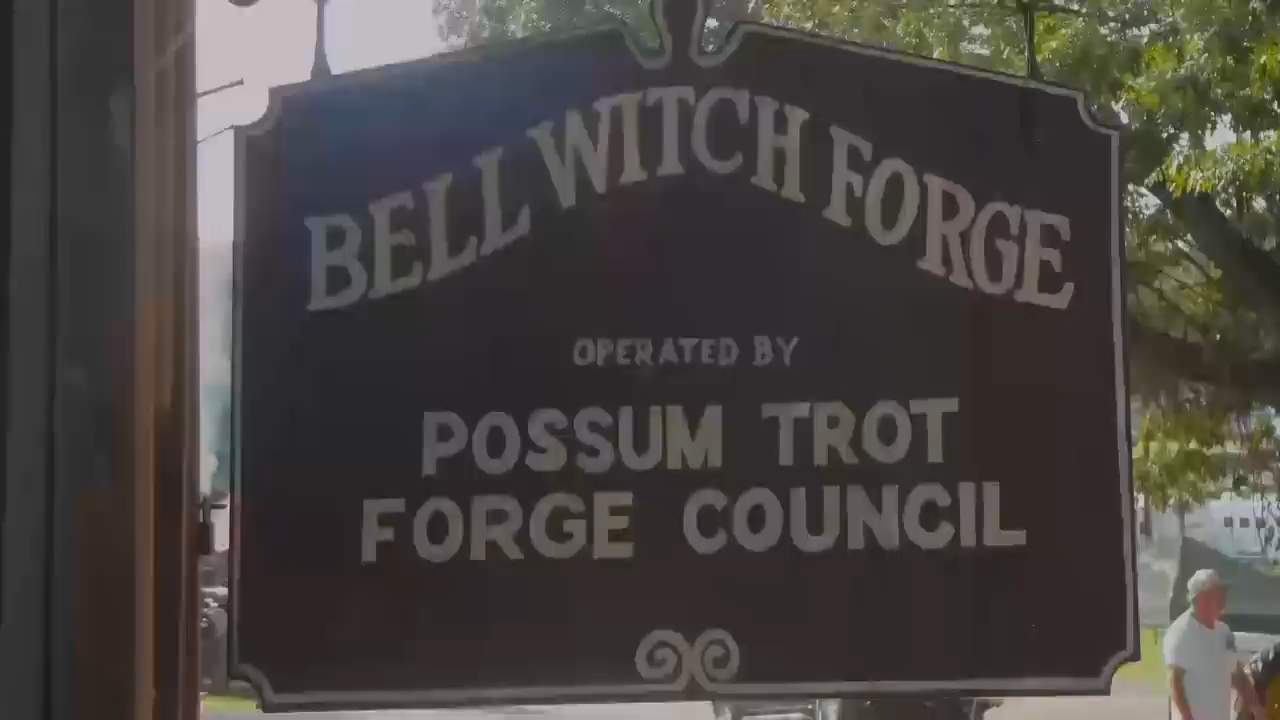 BELL WITCH FORGE
OPERATED BY
POSSUM TROT
FORGE COUNCIL